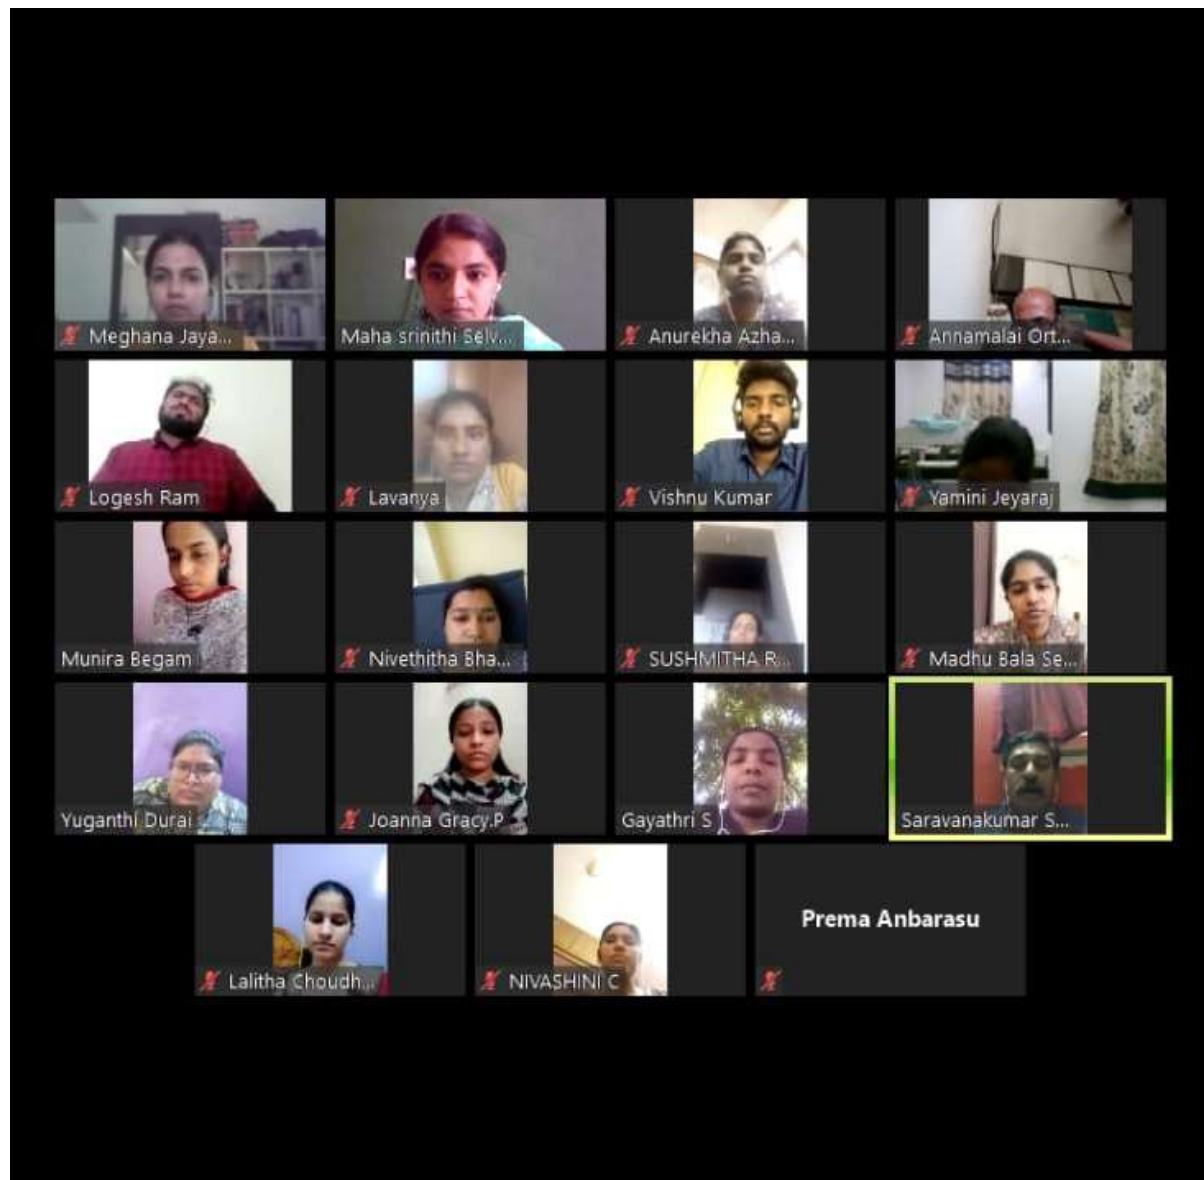 Meghana Jaya...
Maha srinithi Selv...
Anurekha Azha...
Annamalai Ort...
Logesh Ram
Lavanya
Vishnu Kumar
Yamini Jeyaraj
Munira Begam
Nivethitha Bha...
SUSHMITHA R...
Madhu Bala Se...
Yuganthi Durai
Joanna Gracy.P
Gayathri S
Saravanakumar S...
Lalitha Choudh...
NIVASHINI C
Prema Anbarasu